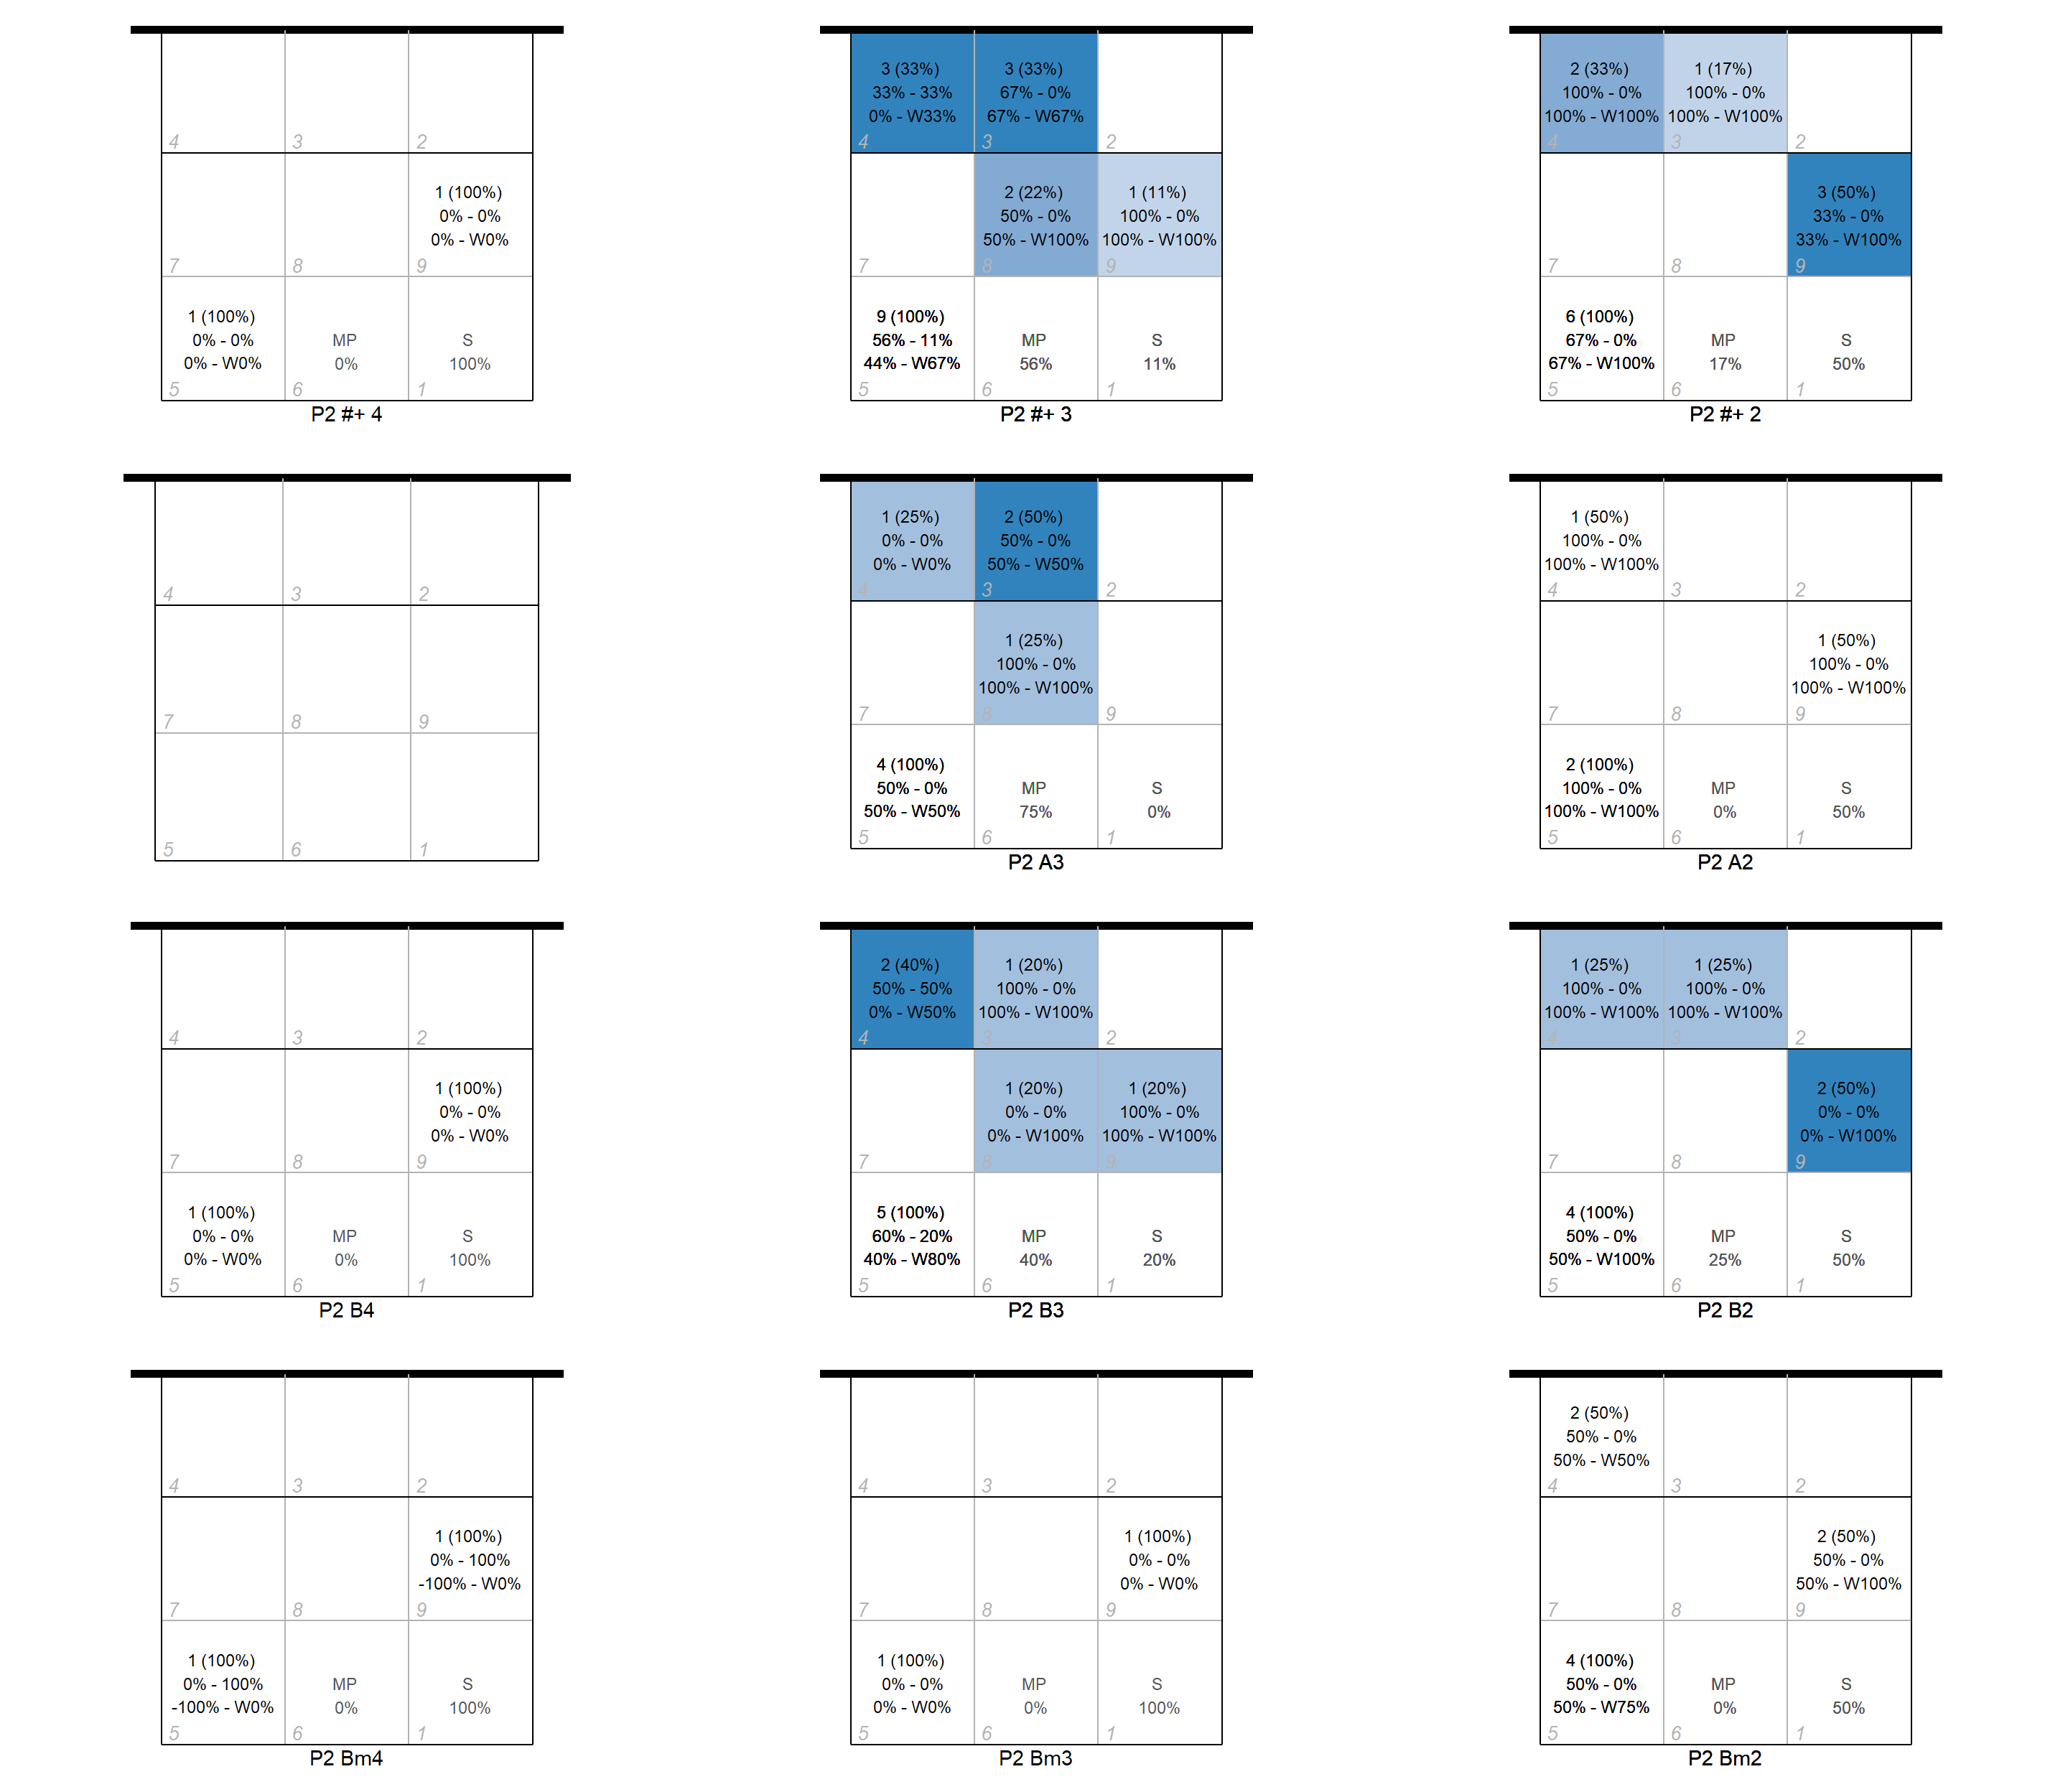 4 3 2
1 (100%)
0% - 0%
0% - W0%
7 8 9
1 (100%)
0% - 0%
0% - W0%
MP
0%
S
100%
5 6 1
P2 #+ 4
3 (33%)
33% - 33%
0% - W33%
3 (33%)
67% - 0%
67% - W67%
4 3 2
2 (22%)
50% - 0%
50% - W100%
1 (11%)
100% - 0%
100% - W100%
7 8 9
9 (100%)
56% - 11%
44% - W67%
MP
56%
S
11%
5 6 1
P2 #+ 3
2 (33%)
100% - 0%
100% - W100%
1 (17%)
100% - 0%
100% - W100%
4 3 2
3 (50%)
33% - 0%
33% - W100%
7 8 9
6 (100%)
67% - 0%
67% - W100%
MP
17%
S
50%
5 6 1
P2 #+ 2
4 3 2
7 8 9
5 6 1
1 (25%)
0% - 0%
0% - W0%
2 (50%)
50% - 0%
50% - W50%
4 3 2
1 (25%)
100% - 0%
100% - W100%
7 8 9
4 (100%)
50% - 0%
50% - W50%
MP
75%
S
0%
5 6 1
P2 A3
1 (50%)
100% - 0%
100% - W100%
4 3 2
1 (50%)
100% - 0%
100% - W100%
7 8 9
2 (100%)
100% - 0%
100% - W100%
MP
0%
S
50%
5 6 1
P2 A2
4 3 2
1 (100%)
0% - 0%
0% - W0%
7 8 9
1 (100%)
0% - 0%
0% - W0%
MP
0%
S
100%
5 6 1
P2 B4
2 (40%)
50% - 50%
0% - W50%
1 (20%)
100% - 0%
100% - W100%
4 3 2
1 (20%)
0% - 0%
0% - W100%
1 (20%)
100% - 0%
100% - W100%
7 8 9
5 (100%)
60% - 20%
40% - W80%
MP
40%
S
20%
5 6 1
P2 B3
1 (25%)
100% - 0%
100% - W100%
1 (25%)
100% - 0%
100% - W100%
4 3 2
2 (50%)
0% - 0%
0% - W100%
7 8 9
4 (100%)
50% - 0%
50% - W100%
MP
25%
S
50%
5 6 1
P2 B2
4 3 2
1 (100%)
0% - 100%
-100% - W0%
7 8 9
1 (100%)
0% - 100%
-100% - W0%
MP
0%
S
100%
5 6 1
P2 Bm4
4 3 2
1 (100%)
0% - 0%
0% - W0%
7 8 9
1 (100%)
0% - 0%
0% - W0%
MP
0%
S
100%
5 6 1
P2 Bm3
2 (50%)
50% - 0%
50% - W50%
4 3 2
2 (50%)
50% - 0%
50% - W100%
7 8 9
4 (100%)
50% - 0%
50% - W75%
MP
0%
S
50%
5 6 1
P2 Bm2